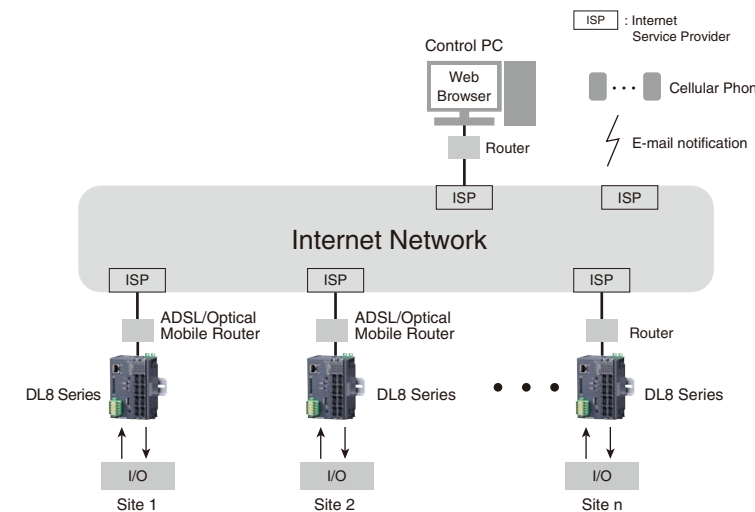 ISP : Internet
Service Provider
Control PC
Web
Browser
Cellular Phon
Router
E-mail notification
ISP
ISP
Internet Network
ISP
ISP
ISP
ADSL/Optical
Mobile Router
ADSL/Optical
Mobile Router
Router
DL8 Series
DL8 Series
DL8 Series
I/O
I/O
I/O
Site 1
Site 2
Site n